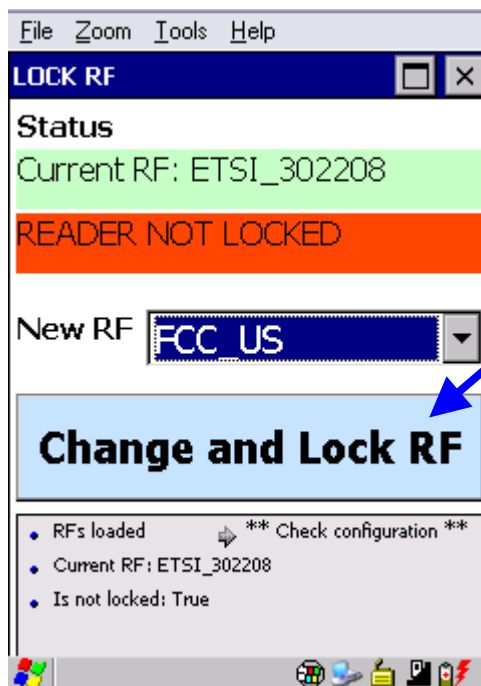 File Zoom Tools Help
LOCK RF
Status
Current RF: ETSI_302208
READER NOT LOCKED
New RF FCC_US
Change and Lock RF
RFs loaded ** Check configuration **
Current RF: ETSI_302208
Is not locked: True